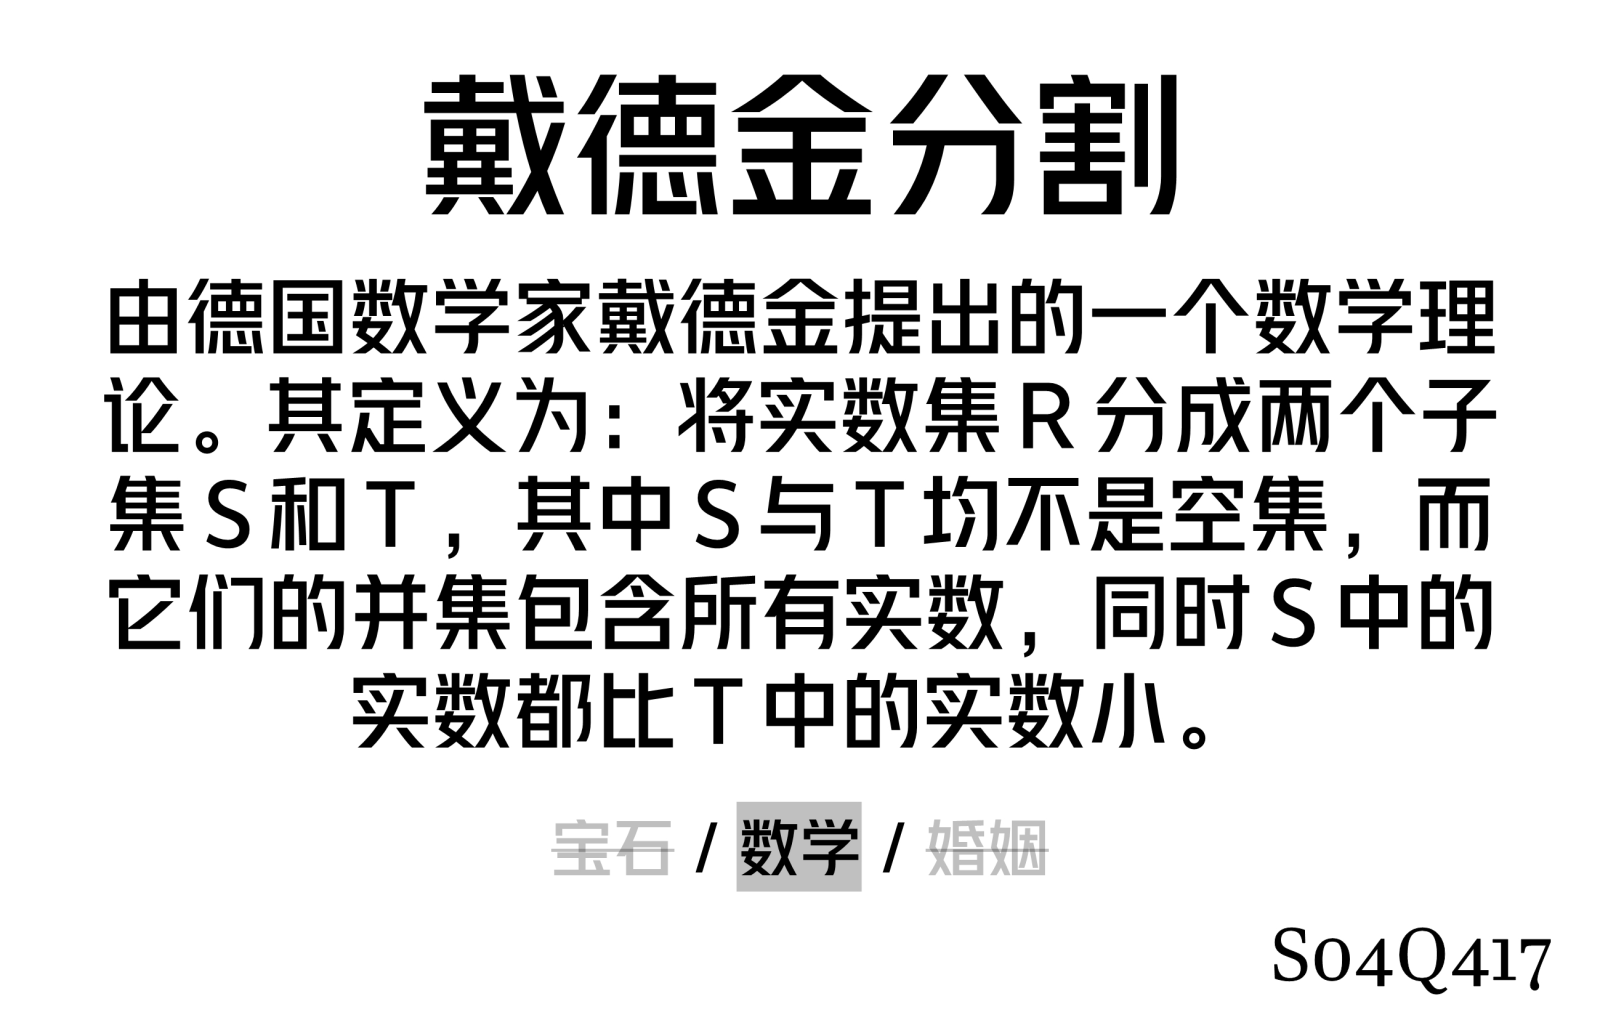 戴德金分割
由德国数学家戴德金提出的一个数学理
论。其定义为：将实数集R分成两个子
集S和T，其中S与T均不是空集，而
它们的并集包含所有实数，同时S中的
实数都比T中的实数小。
宝石 / 数学 / 婚姻
S04Q417